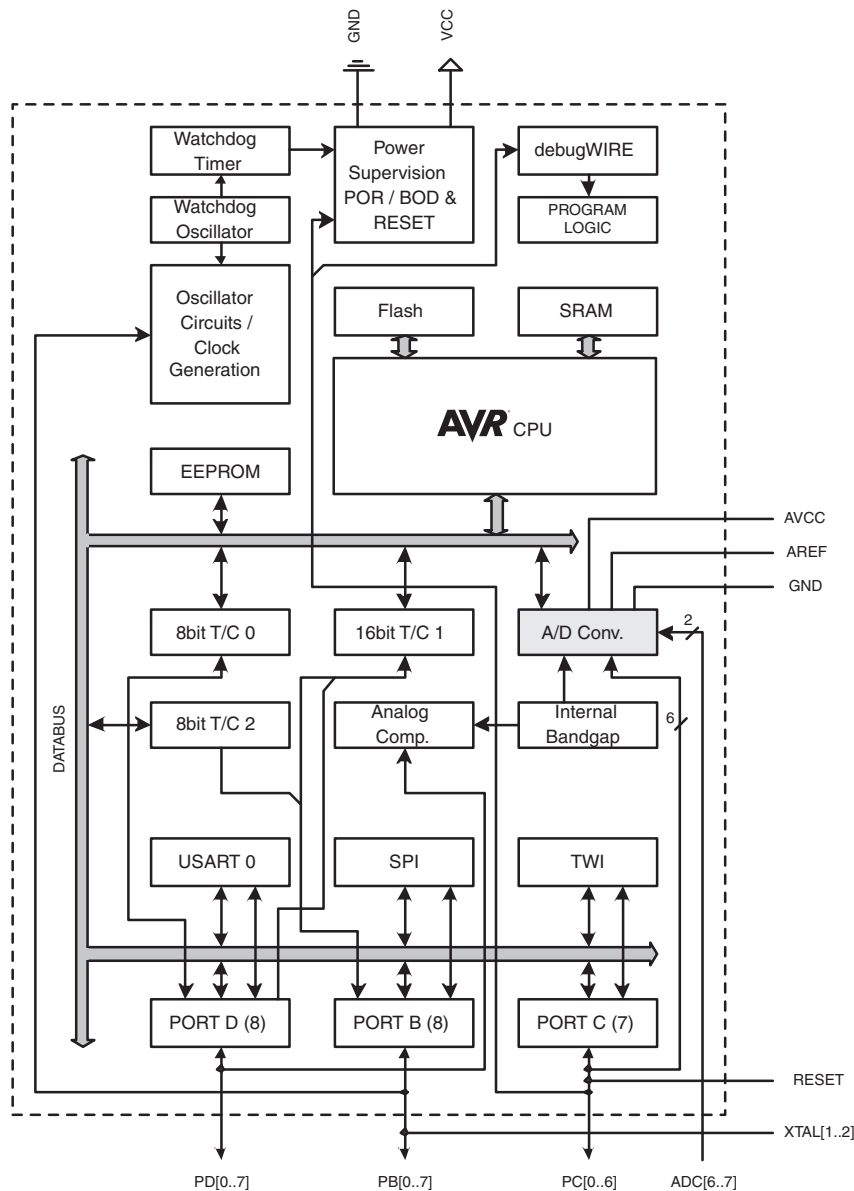 GND
VCC
Watchdog
Timer
Power
Supervision
POR / BOD &
RESET
debugWIRE
Watchdog
Oscillator
PROGRAM
LOGIC
Oscillator
Circuits /
Clock
Generation
Flash
SRAM
AVR CPU
EEPROM
AVCC
AREF
GND
8bit T/C 0
16bit T/C 1
A/D Conv.
2
DATABUS
8bit T/C 2
Analog
Comp.
Internal
Bandgap
6
USART 0
SPI
TWI
PORT D (8)
PORT B (8)
PORT C (7)
RESET
XTAL[1..2]
PD[0..7]
PB[0..7]
PC[0..6]
ADC[6..7]